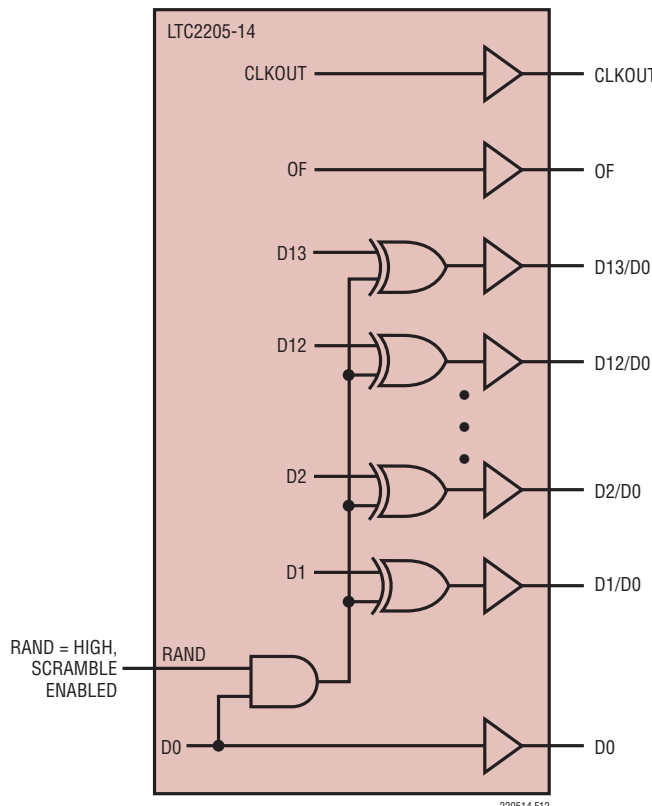 LTC2205-14
CLKOUT
CLKOUT
OF
OF
D13
D13/D0
D12
D12/D0
D2
D2/D0
D1
D1/D0
RAND = HIGH,
SCRAMBLE
ENABLED
RAND
D0
D0